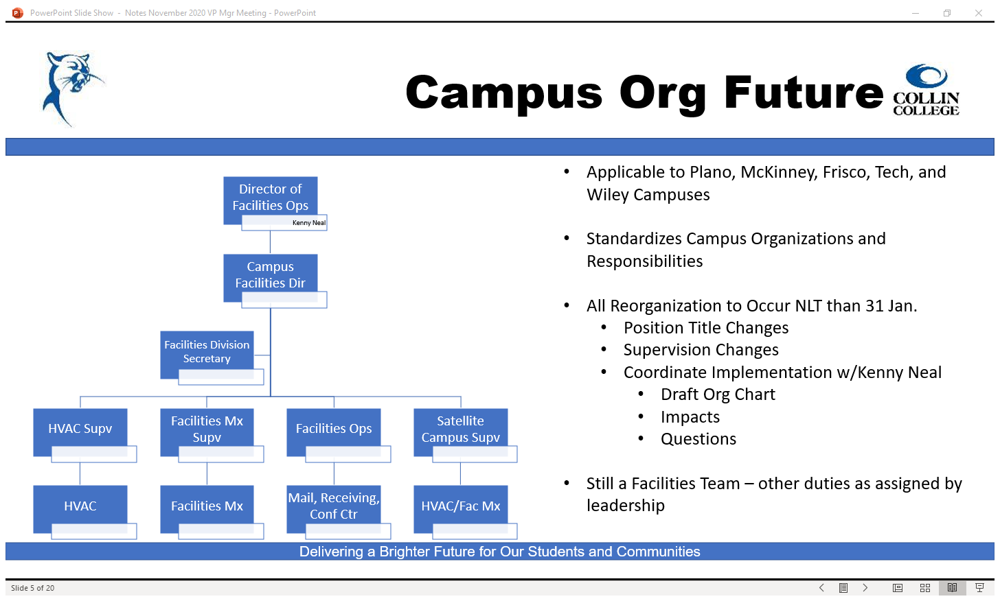 PowerPoint Slide Show - Notes November 2020 VP Mgr Meeting - PowerPoint
Campus Org Future
COLLIN
COLLEGE
Director of
Facilities Ops
Kenny Neal
Campus
Facilities Dir
Facilities Division
Secretary
HVAC Supv
Facilities Mx
Supv
Facilities Ops
Satellite
Campus Supv
HVAC
Facilities Mx
Mail, Receiving,
Conf Ctr
HVAC/Fac Mx
• Applicable to Plano, McKinney, Frisco, Tech, and
Wiley Campuses
• Standardizes Campus Organizations and
Responsibilities
• All Reorganization to Occur NLT than 31 Jan.
• Position Title Changes
• Supervision Changes
• Coordinate Implementation w/Kenny Neal
• Draft Org Chart
• Impacts
• Questions
• Still a Facilities Team – other duties as assigned by
leadership
Delivering a Brighter Future for Our Students and Communities
Slide 5 of 20